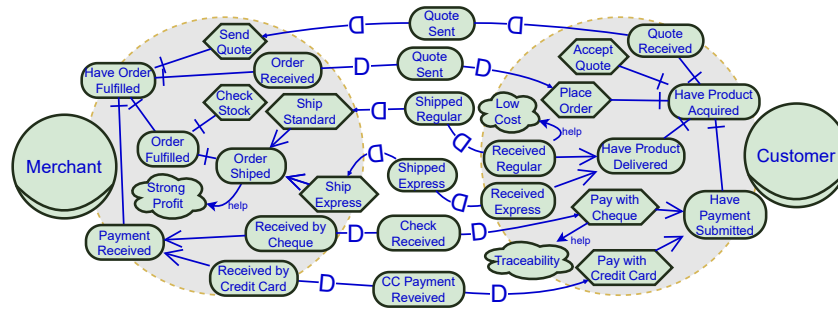 Send
Quote
D
Quote
Sent
D
Quote
Received
Have Order
Fulfilled
Order
Received
D
Quote
Sent
D
Accept
Quote
Place
Order
Have Product
Acquired
Check
Stock
Ship
Standard
D
Shipped
Regular
D
Low
Cost
help
Order
Fulfilled
Order
Shiped
Received
Regular
Have Product
Delivered
Merchant
Customer
Strong
Profit
help
Ship
Express
D
Shipped
Express
D
Received
Express
Pay with
Cheque
Have
Payment
Submitted
Payment
Received
Received by
Cheque
D
Check
Received
D
help
Traceability
Pay with
Credit Card
Received by
Credit Card
D
CC Payment
Reveived
D